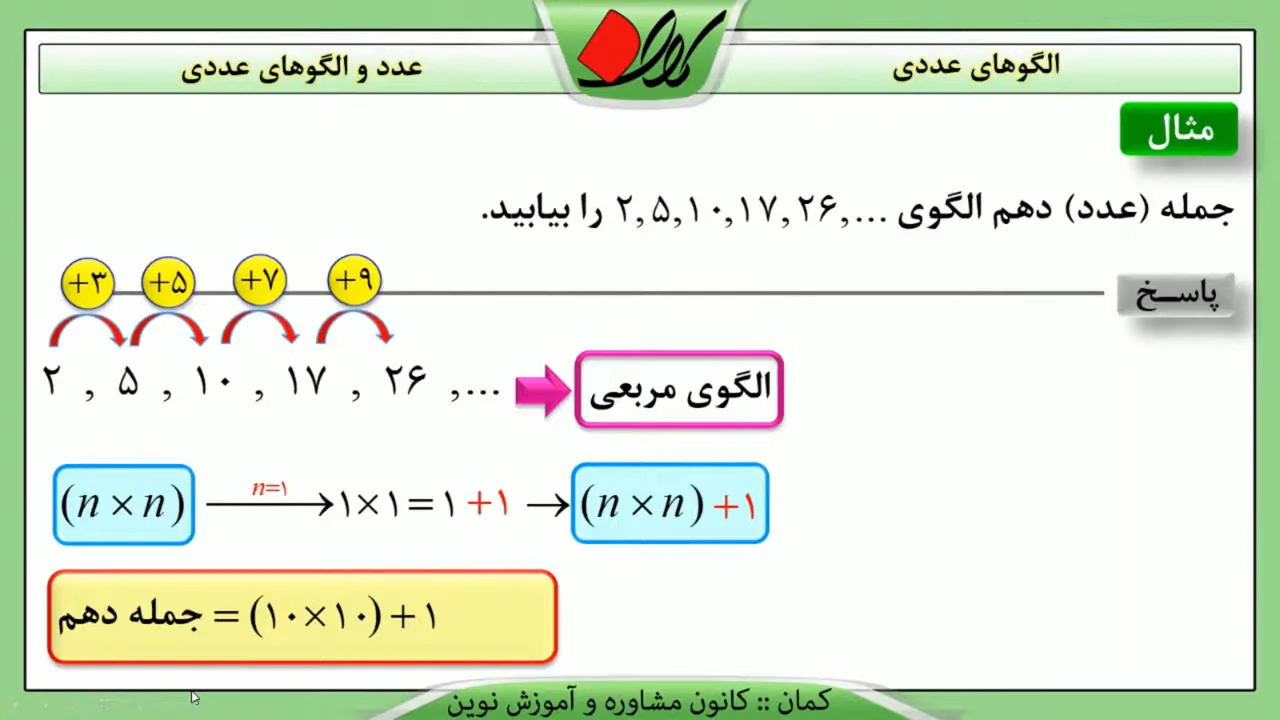 الگوهای عددی
عدد و الگوهای عددی
مثال
جمله (عدد) دهم الگوی ۲,۵,۱۰,۱۷,۲۶,... را بیابید.
پاسـخ
+۳ +۵ +۷ +۹
۲ , ۵ , ۱۰ , ۱۷ , ۲۶ ,...
الگوی مربعی
(n × n) n=۱ → ۱×۱=۱ +۱ → (n × n) +۱
جمله دهم = (۱۰×۱۰)+۱
کمان :: کانون مشاوره و آموزش نوین